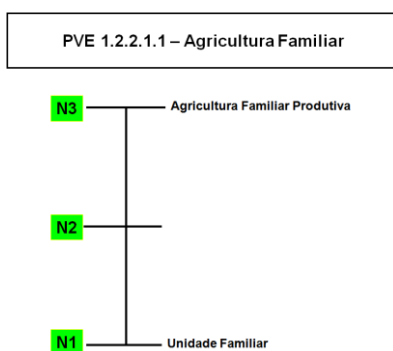 PVE 1.2.2.1.1 – Agricultura Familiar
N3 Agricultura Familiar Produtiva
N2
N1 Unidade Familiar